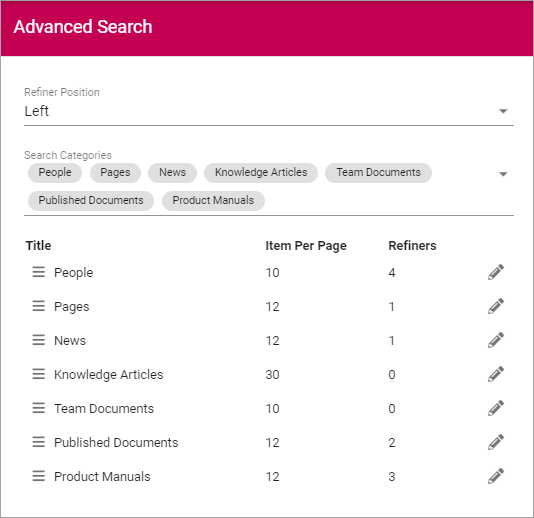 Advanced Search
Refiner Position
Left
Search Categories
People Pages News Knowledge Articles Team Documents
Published Documents Product Manuals
Title Item Per Page Refiners
People 10 4
Pages 12 1
News 12 1
Knowledge Articles 30 0
Team Documents 10 0
Published Documents 12 2
Product Manuals 12 3